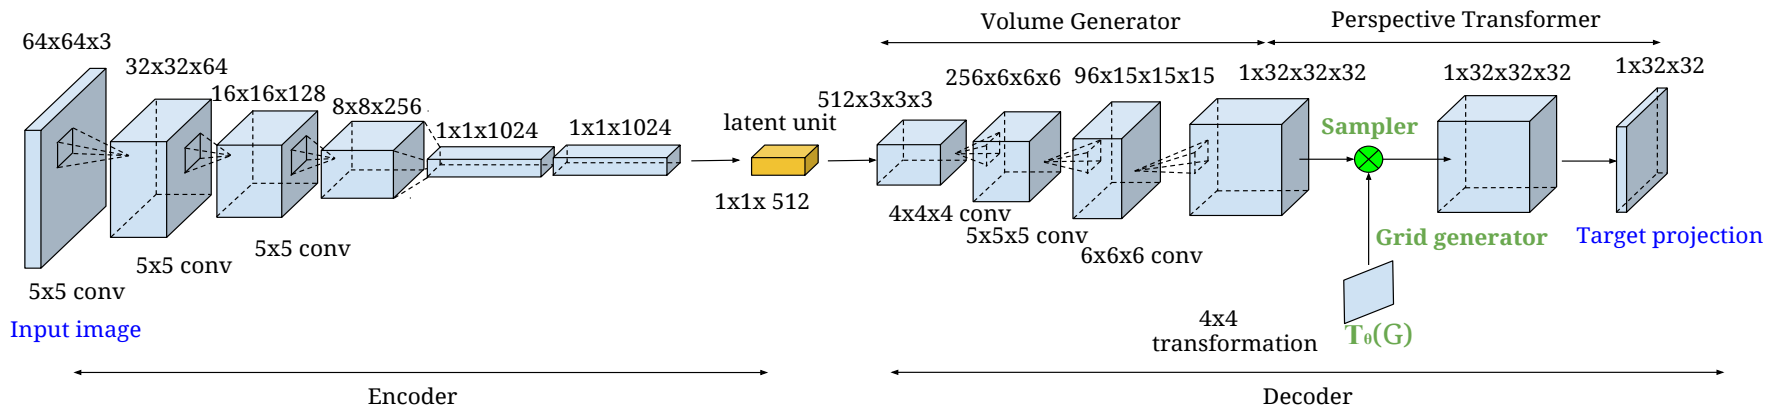 Volume Generator
Perspective Transformer
64x64x3
32x32x64
16x16x128
8x8x256
1x1x1024
1x1x1024
latent unit
512x3x3x3
256x6x6x6
96x15x15x15
1x32x32x32
1x32x32x32
1x32x32
Sampler
1x1x 512
4x4x4 conv
5x5x5 conv
6x6x6 conv
Grid generator
Target projection
5x5 conv
5x5 conv
5x5 conv
Input image
4x4
transformation
Tθ(G)
Encoder
Decoder